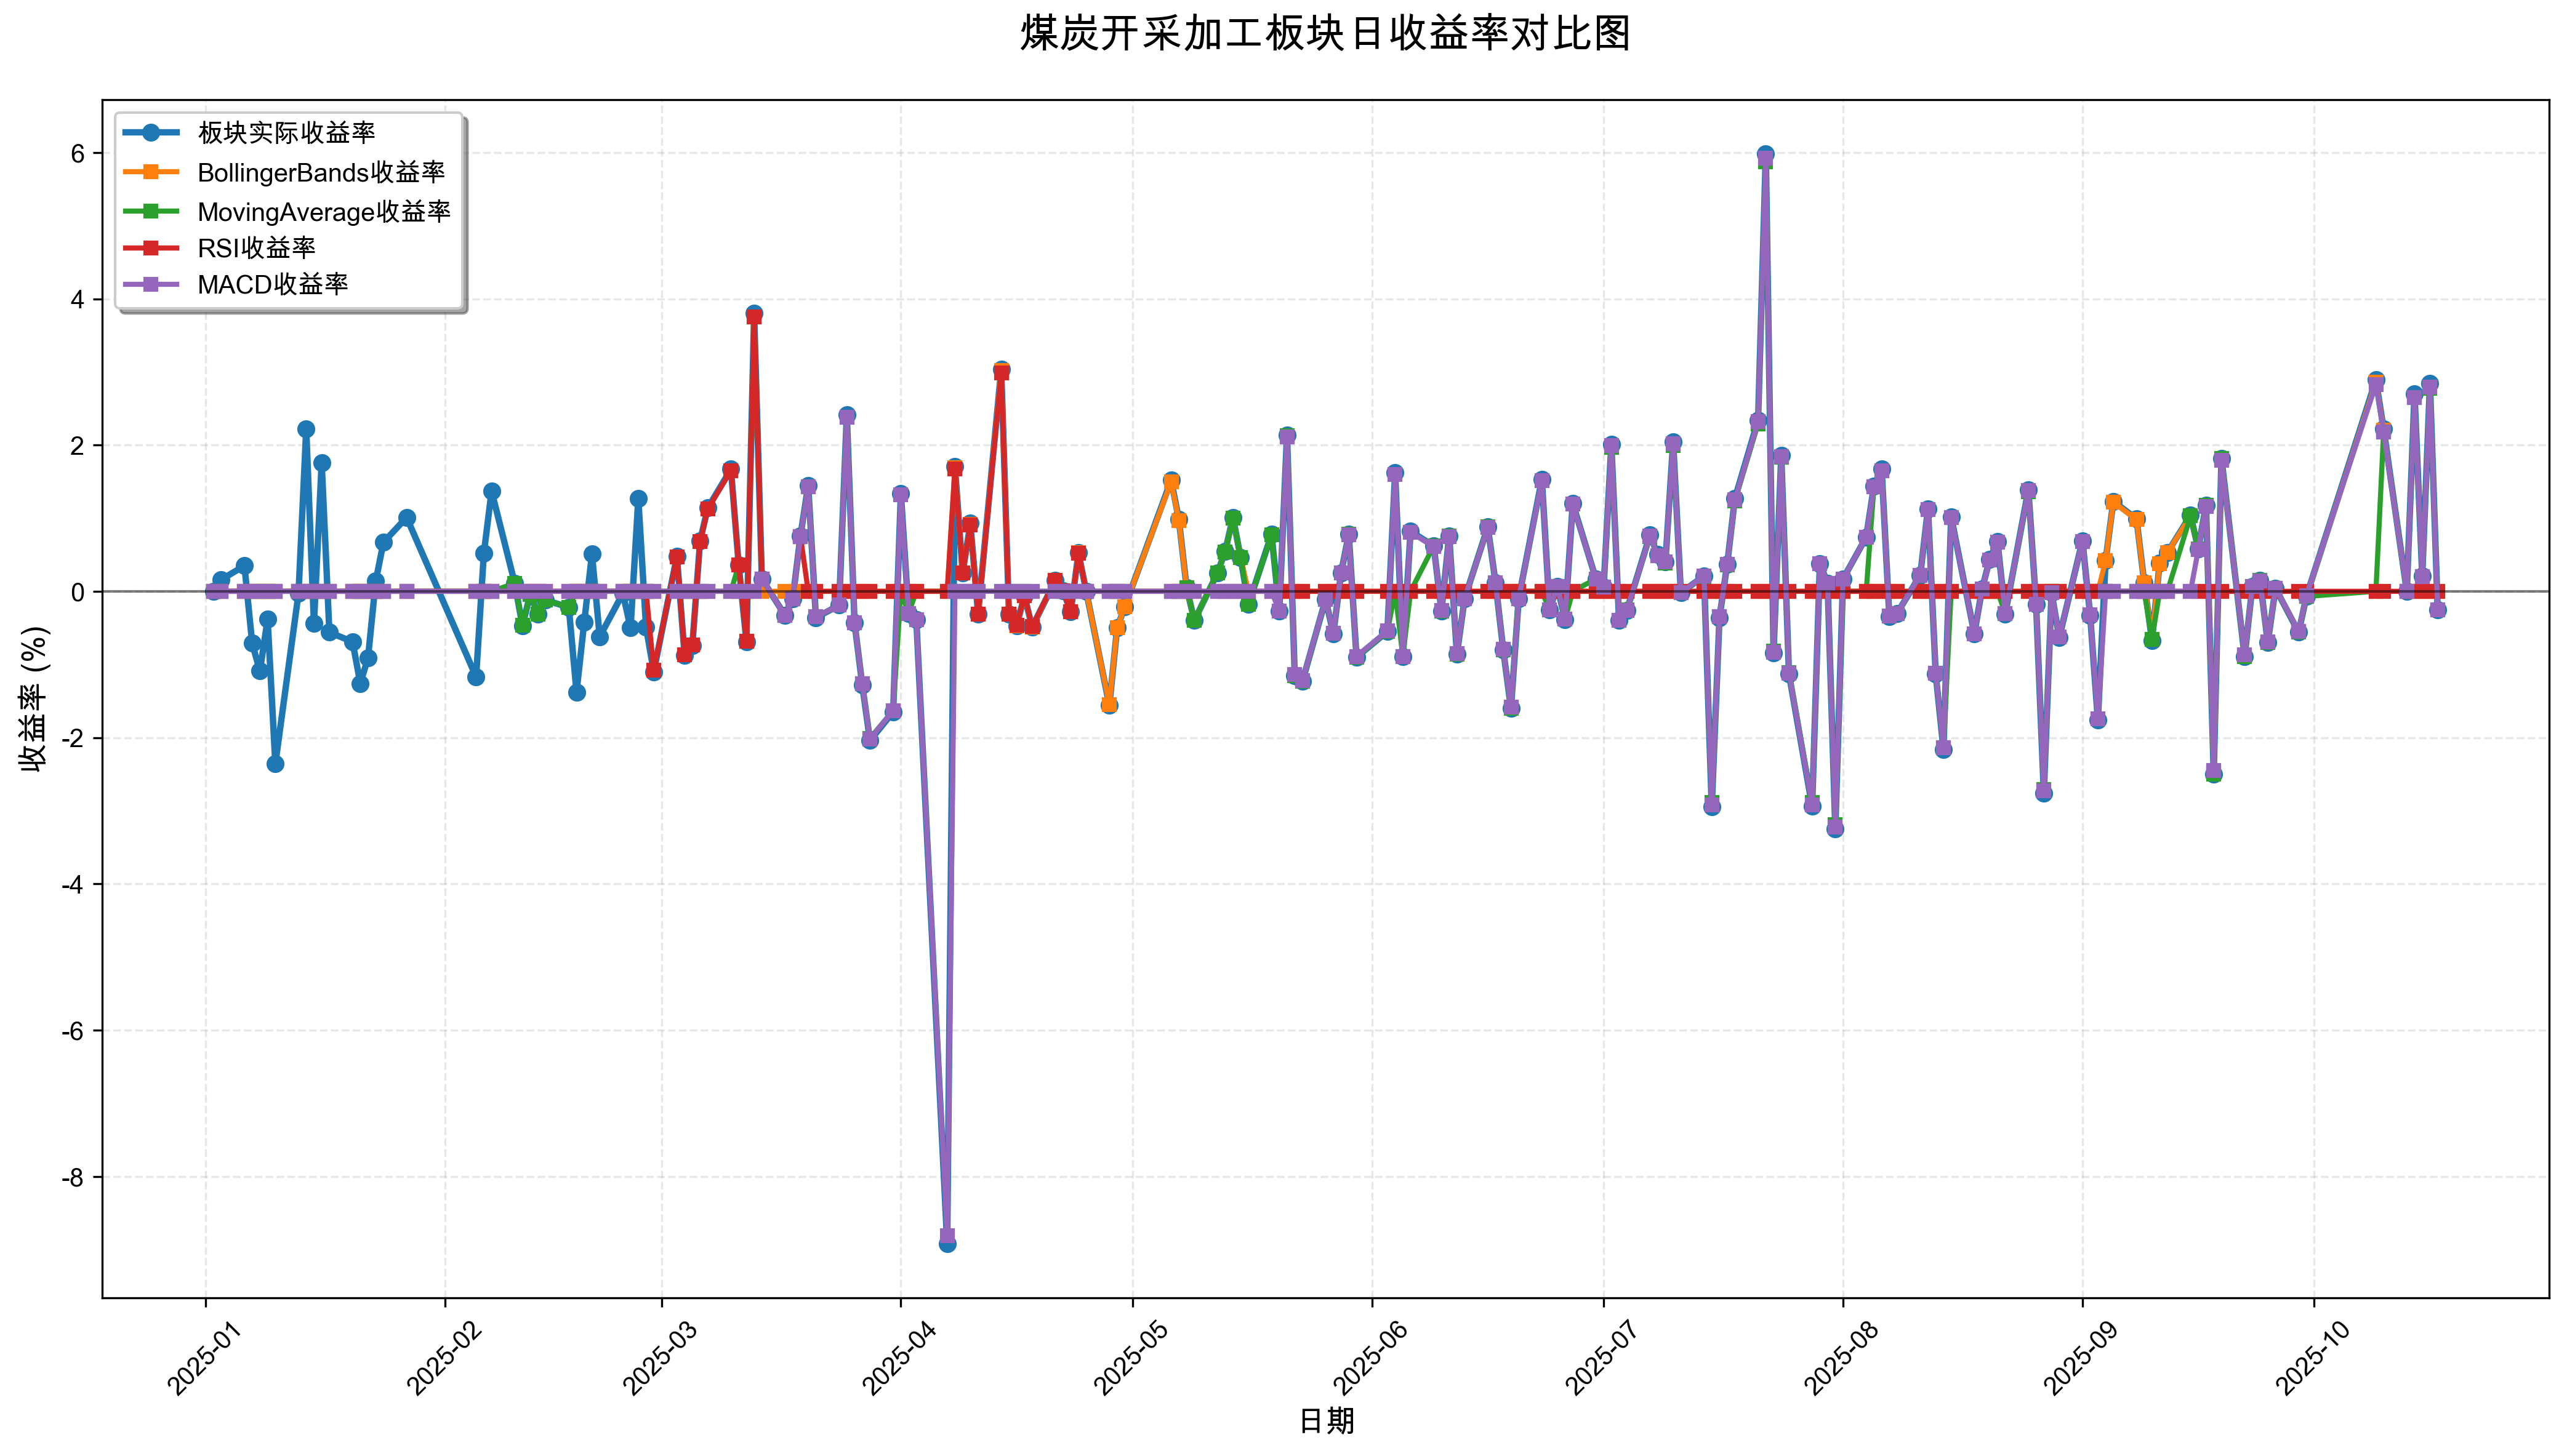 煤炭开采加工板块日收益率对比图
板块实际收益率
BollingerBands收益率
MovingAverage收益率
RSI收益率
MACD收益率
收益率 (%)
6
4
2
0
-2
-4
-6
-8
2025-01
2025-02
2025-03
2025-04
2025-05
2025-06
2025-07
2025-08
2025-09
2025-10
日期